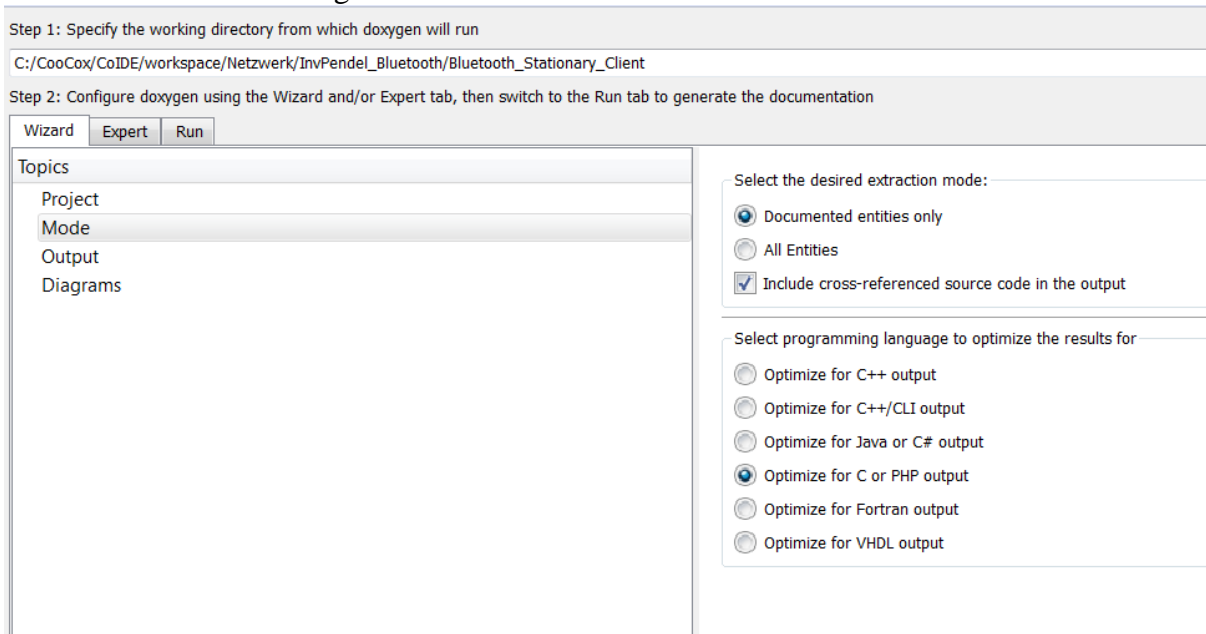 Step 1: Specify the working directory from which doxygen will run
C:/CooCox/CoIDE/workspace/Netzwerk/InvPendel_Bluetooth/Bluetooth_Stationary_Client
Step 2: Configure doxygen using the Wizard and/or Expert tab, then switch to the Run tab to generate the documentation
Wizard Expert Run
Topics
Project
Mode
Output
Diagrams
Select the desired extraction mode:
Documented entities only
All Entities
Include cross-referenced source code in the output
Select programming language to optimize the results for
Optimize for C++ output
Optimize for C++/CLI output
Optimize for Java or C# output
Optimize for C or PHP output
Optimize for Fortran output
Optimize for VHDL output